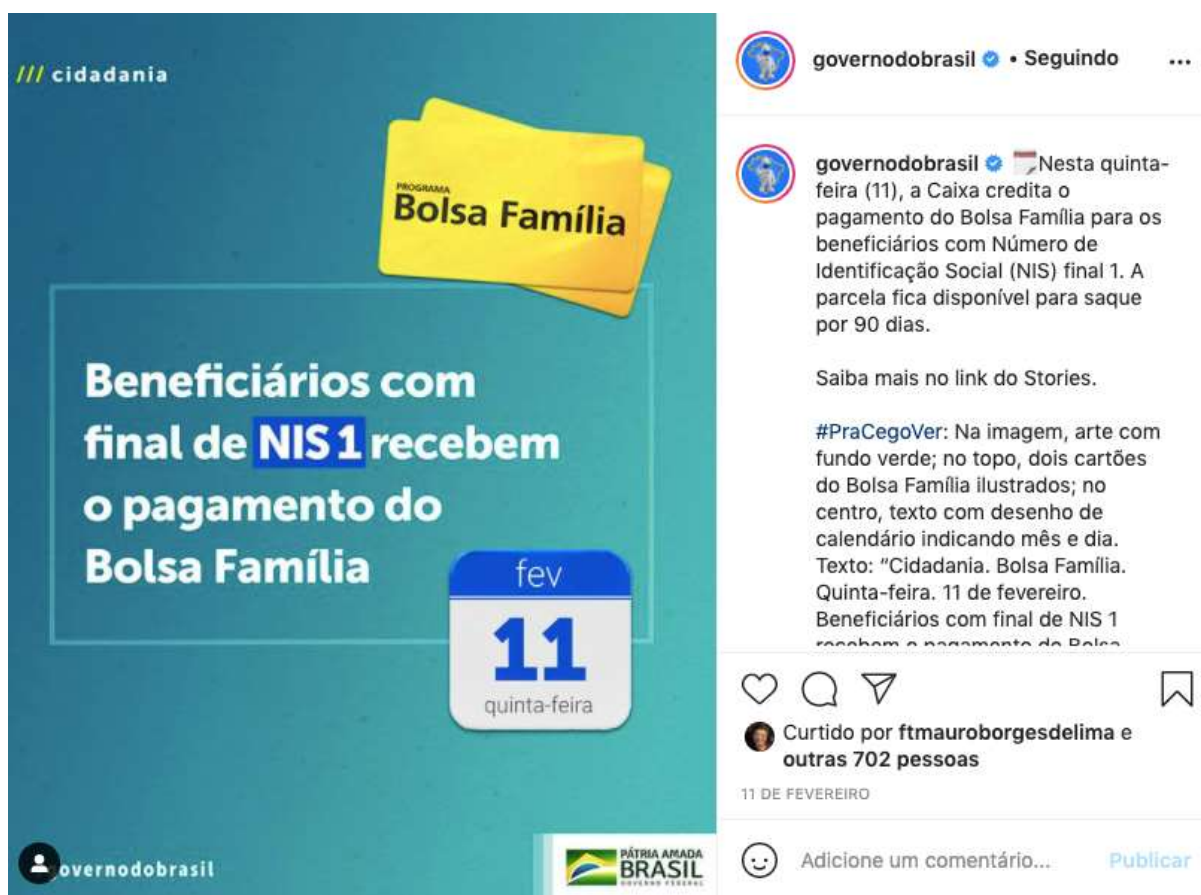 /// cidadania
PROGRAMA
Bolsa Família
Beneficiários com
final de NIS 1 recebem
o pagamento do
Bolsa Família
fev
11
quinta-feira
overnodobrasil
PÁTRIA AMADA
BRASIL
GOVERNO FEDERAL
governodobrasil • Seguindo
...
governodobrasil Nesta quinta-
feira (11), a Caixa credita o
pagamento do Bolsa Família para os
beneficiários com Número de
Identificação Social (NIS) final 1. A
parcela fica disponível para saque
por 90 dias.
Saiba mais no link do Stories.
#PraCegoVer: Na imagem, arte com
fundo verde; no topo, dois cartões
do Bolsa Família ilustrados; no
centro, texto com desenho de
calendário indicando mês e dia.
Texto: “Cidadania. Bolsa Família.
Quinta-feira. 11 de fevereiro.
Beneficiários com final de NIS 1
recebem o pagamento do Bolsa
Curtido por ftmauroborgesdelima e
outras 702 pessoas
11 DE FEVEREIRO
Adicione um comentário... Publicar